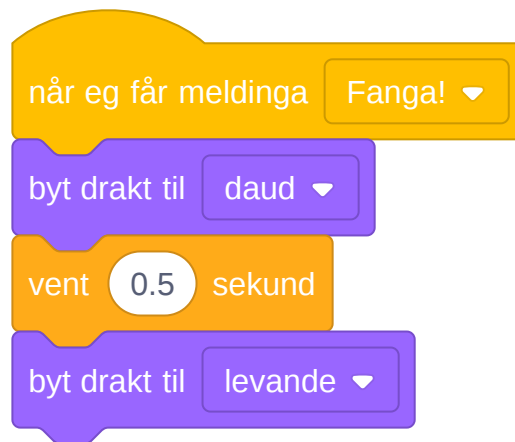 når eg får meldinga Fanga!
byt drakt til daud
vent 0.5 sekund
byt drakt til levande